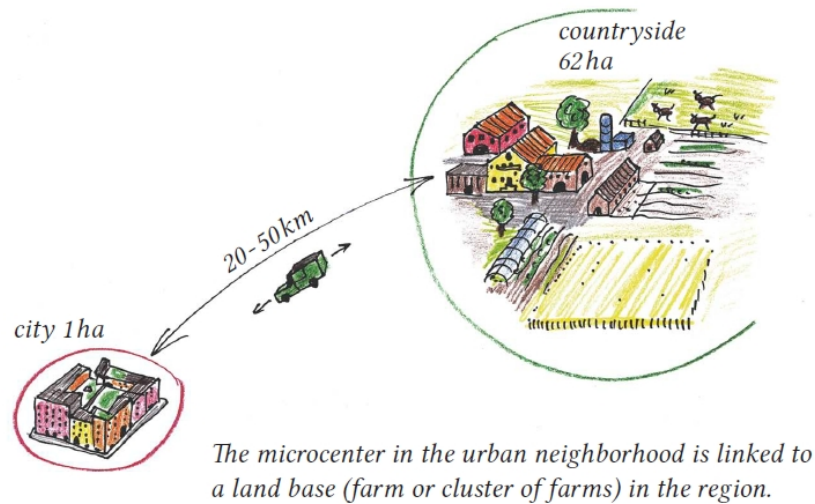 countryside
62 ha
20-50 km
city 1 ha
The microcenter in the urban neighborhood is linked to
a land base (farm or cluster of farms) in the region.